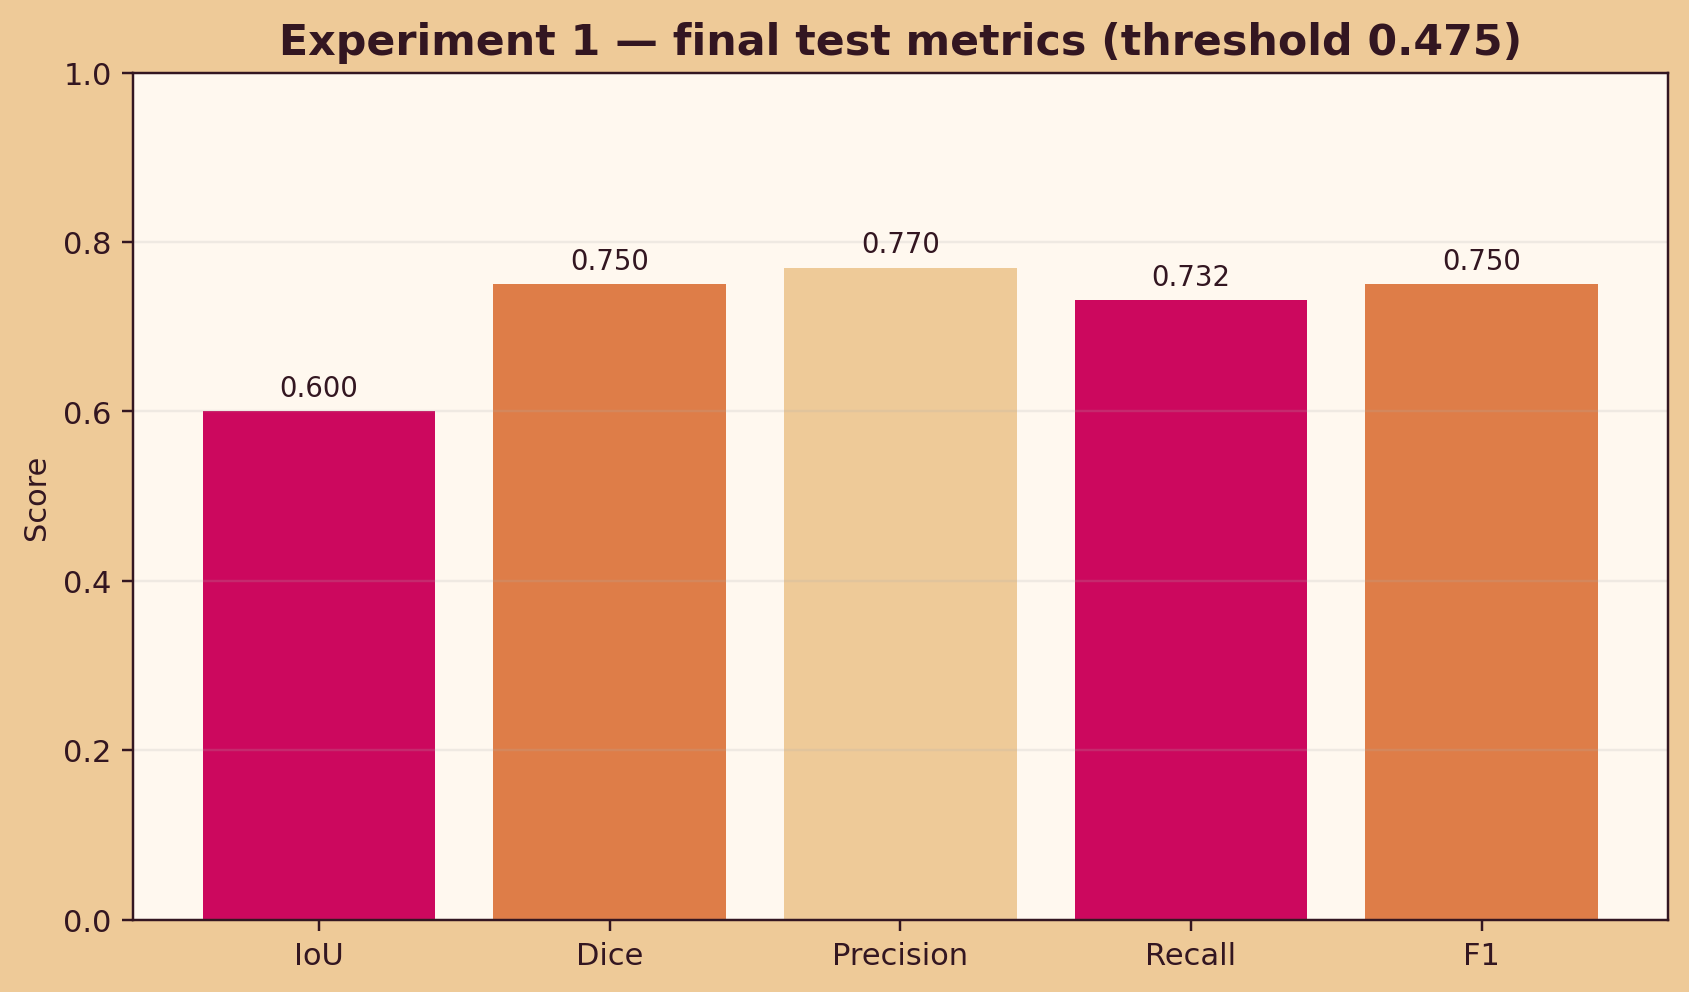 Experiment 1 — final test metrics (threshold 0.475)
1.0
0.8
0.6
0.4
0.2
0.0
Score
0.600
0.750
0.770
0.732
0.750
IoU
Dice
Precision
Recall
F1